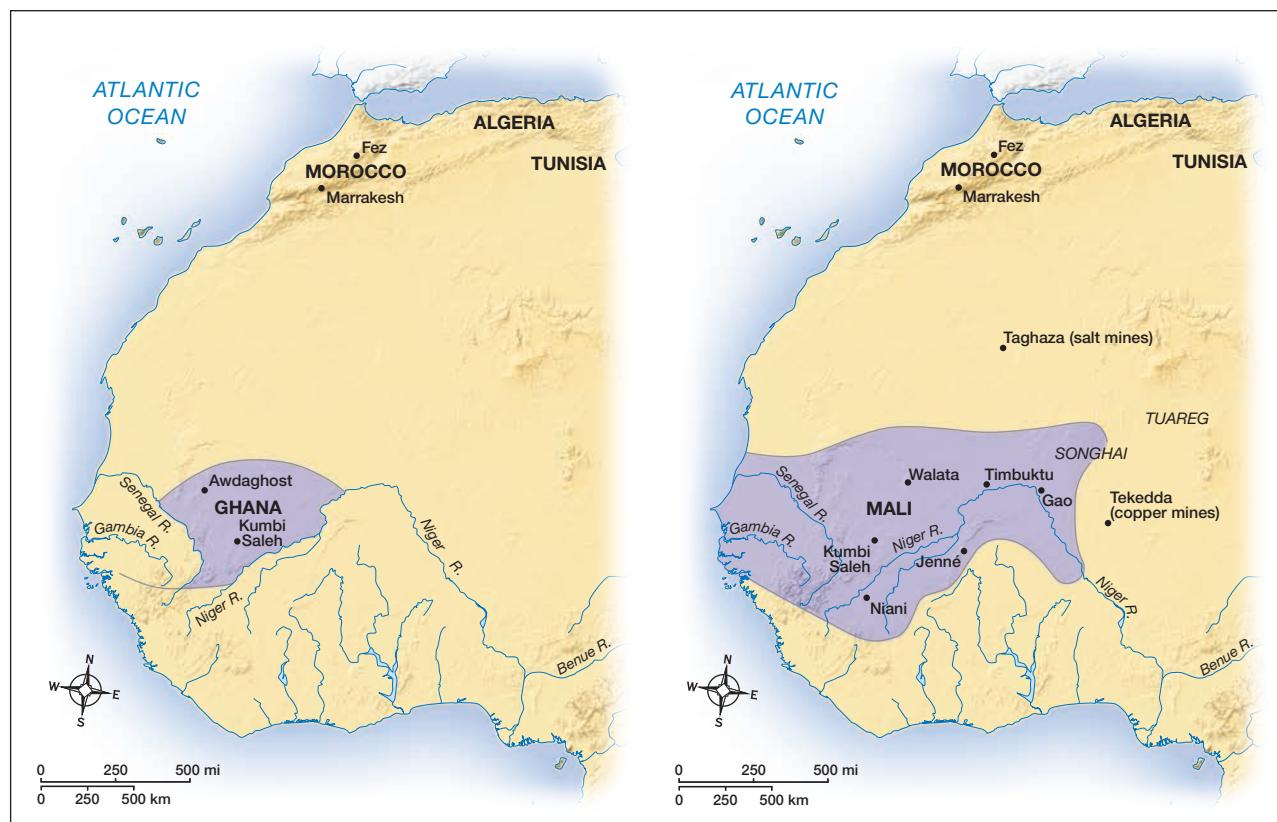 ATLANTIC
OCEAN
ALGERIA
TUNISIA
Fez
MOROCCO
Marrakesh
Awdaghost
GHANA
Kumbi
Saleh
Senegal R.
Gambia R.
Niger R.
Niger R.
Benue R.
N
W
E
S
0 250 500 mi
0 250 500 km
ATLANTIC
OCEAN
ALGERIA
TUNISIA
Fez
MOROCCO
Marrakesh
Taghaza (salt mines)
TUAREG
SONGHAI
Walata
Timbuktu
Gao
Tekedda
(copper mines)
Senegal R.
MALI
Gambia R.
Kumbi
Saleh
Niger R.
Jenné
Niani
Niger R.
Benue R.
N
W
E
S
0 250 500 mi
0 250 500 km